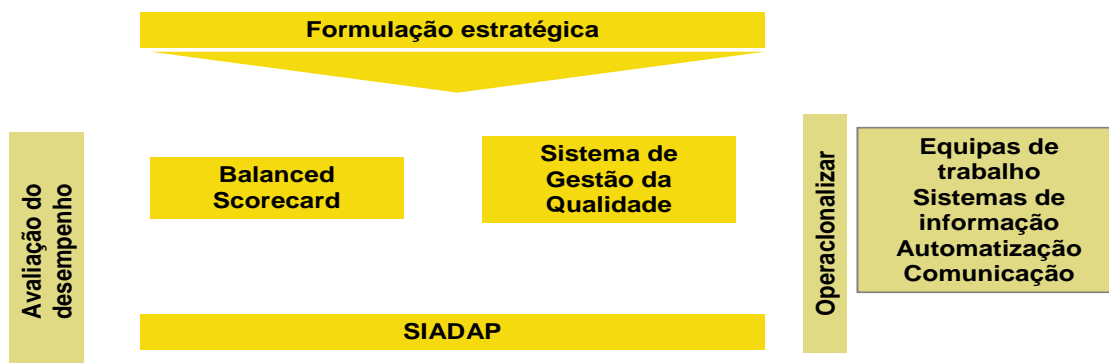 Formulação estratégica
Avaliação do
desempenho
Balanced
Scorecard
Sistema de
Gestão da
Qualidade
Operaclonalizar
Equipas de
trabalho
Sistemas de
informação
Automatização
Comunicação
SIADAP